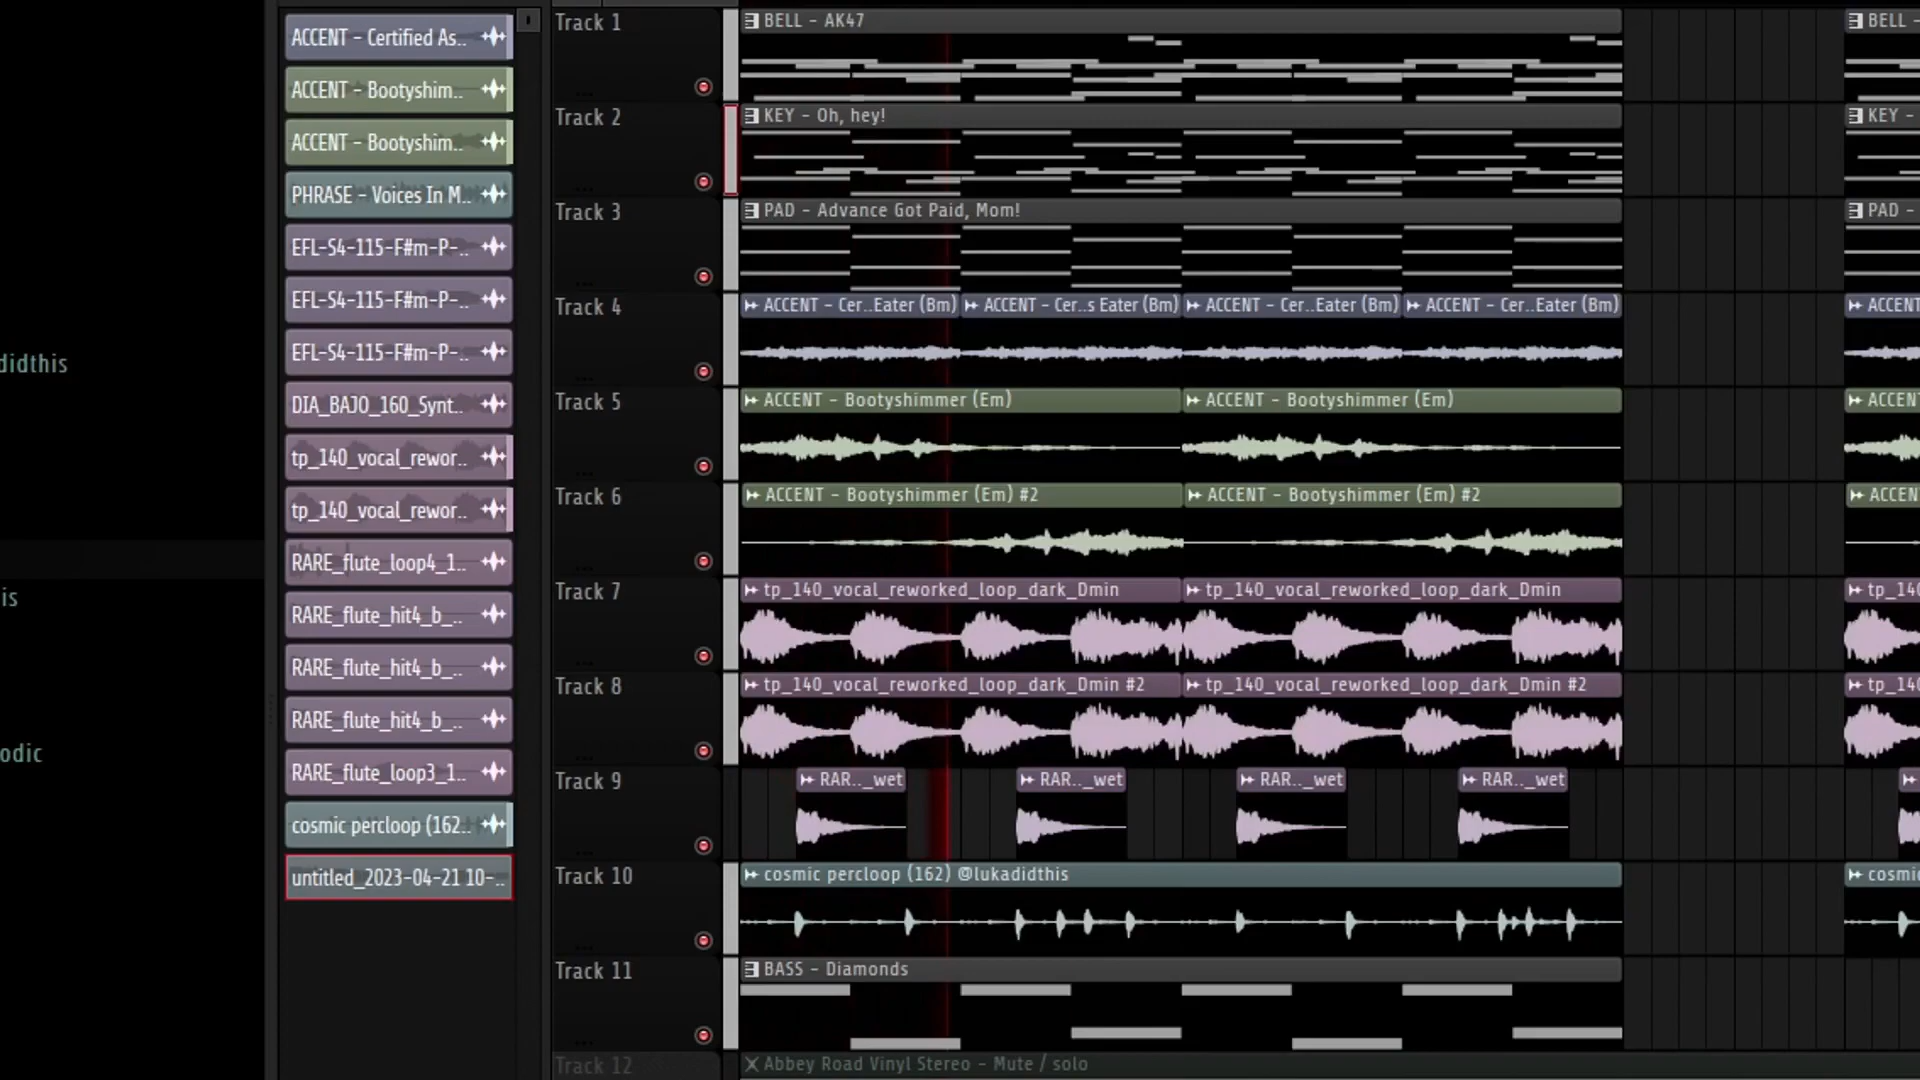 ACCENT - Certified As..
ACCENT - Bootyshim..
ACCENT - Bootyshim..
PHRASE - Voices In M..
EFL-S4-115-F#m-P-..
EFL-S4-115-F#m-P-..
EFL-S4-115-F#m-P-..
DIA_BAJO_160_Synt..
tp_140_vocal_rewor..
tp_140_vocal_rewor..
RARE_flute_loop4_1..
RARE_flute_hit4_b_..
RARE_flute_hit4_b_..
RARE_flute_hit4_b_..
RARE_flute_loop3_1..
cosmic percloop (162..
untitled_2023-04-21 10-..
didthis
is
odic
Track 1
BELL - AK47
BELL -
Track 2
KEY - Oh, hey!
KEY -
Track 3
PAD - Advance Got Paid, Mom!
PAD -
Track 4
ACCENT - Cer..Eater (Bm)
ACCENT - Cer..s Eater (Bm)
ACCENT - Cer..Eater (Bm)
ACCENT - Cer..Eater (Bm)
ACCENT
Track 5
ACCENT - Bootyshimmer (Em)
ACCENT - Bootyshimmer (Em)
ACCENT
Track 6
ACCENT - Bootyshimmer (Em) #2
ACCENT - Bootyshimmer (Em) #2
ACCEN
Track 7
tp_140_vocal_reworked_loop_dark_Dmin
tp_140_vocal_reworked_loop_dark_Dmin
tp_140
Track 8
tp_140_vocal_reworked_loop_dark_Dmin #2
tp_140_vocal_reworked_loop_dark_Dmin #2
tp_140
Track 9
RAR.._wet
RAR.._wet
RAR.._wet
RAR.._wet
Track 10
cosmic percloop (162) @lukadidthis
cosmic
Track 11
BASS - Diamonds
Track 12
Abbey Road Vinyl Stereo - Mute / solo